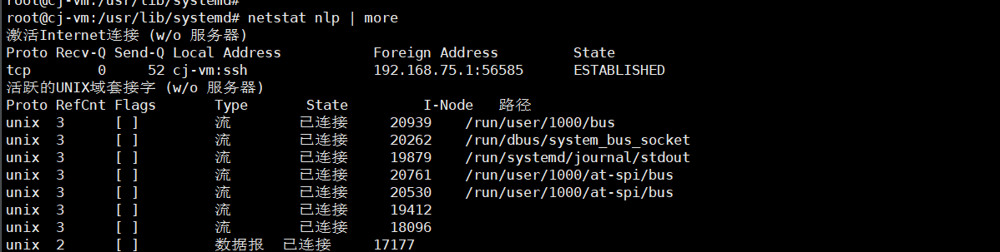 root@cj-vm:/usr/lib/systemd#
root@cj-vm:/usr/lib/systemd# netstat nlp | more
激活Internet连接 (w/o 服务器)
Proto Recv-Q Send-Q Local Address           Foreign Address         State
tcp        0     52 cj-vm:ssh               192.168.75.1:56585      ESTABLISHED
活跃的UNIX域套接字 (w/o 服务器)
Proto RefCnt Flags       Type       State         I-Node   路径
unix  3      [ ]         流        已连接     20939    /run/user/1000/bus
unix  3      [ ]         流        已连接     20262    /run/dbus/system_bus_socket
unix  3      [ ]         流        已连接     19879    /run/systemd/journal/stdout
unix  3      [ ]         流        已连接     20761    /run/user/1000/at-spi/bus
unix  3      [ ]         流        已连接     20530    /run/user/1000/at-spi/bus
unix  3      [ ]         流        已连接     19412
unix  3      [ ]         流        已连接     18096
unix  2      [ ]         数据报  已连接     17177